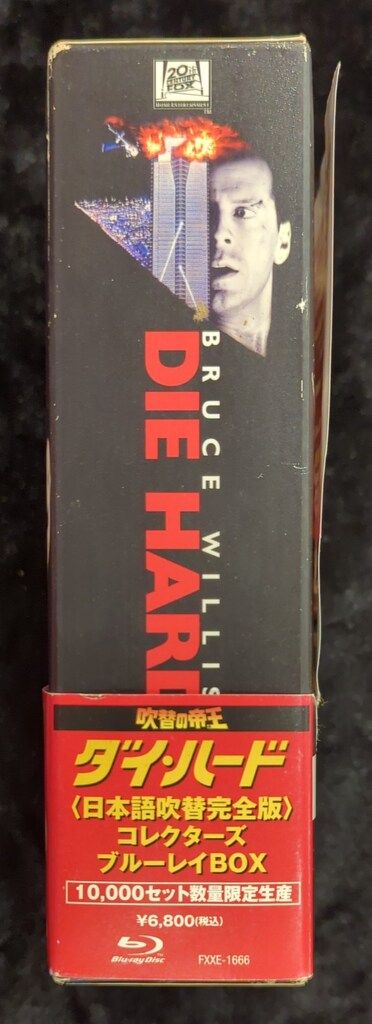 20th
CENTURY
FOX
HOME ENTERTAINMENT
TM
BRUCE WILLIS
DIE HARD
吹替の帝王
ダイ・ハード
〈日本語吹替完全版〉
コレクターズ
ブルーレイBOX
10,000セット数量限定生産
¥6,800(税込)
Blu-ray Disc
FXXE-1666